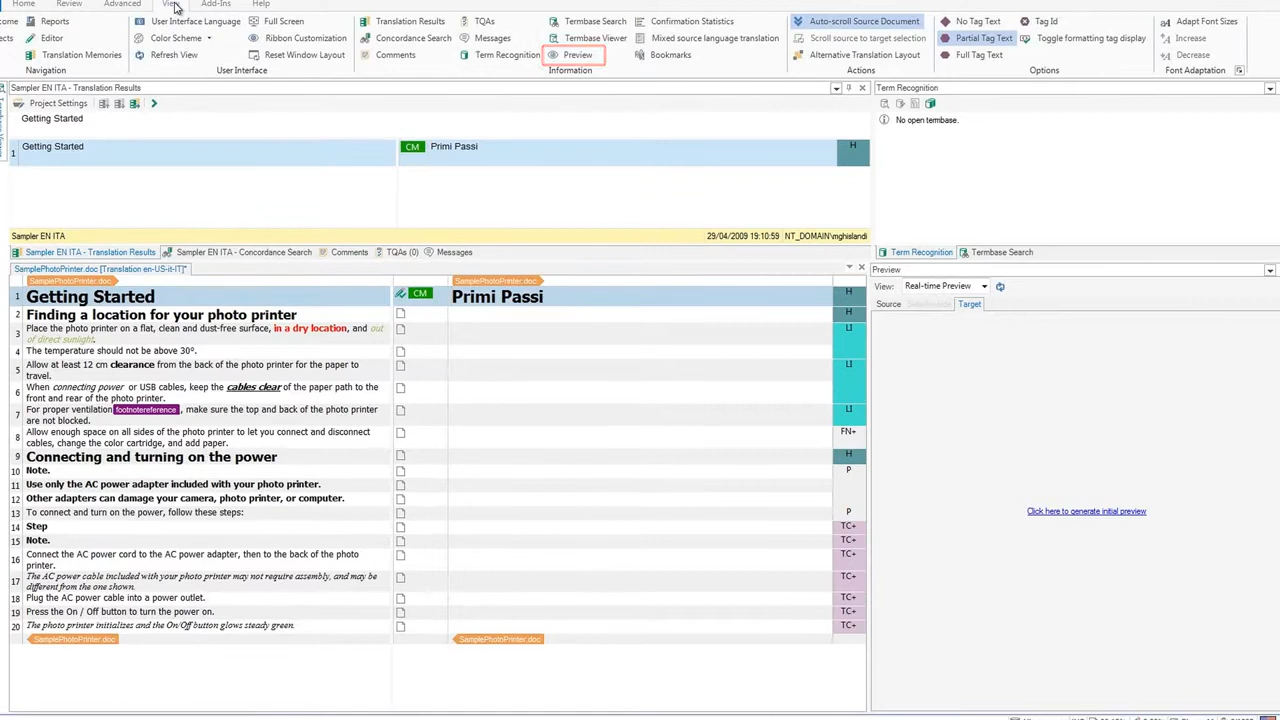 Home Review Advanced View Add-Ins Help
Reports User Interface Language Full Screen Translation Results TQAs Termbase Search Confirmation Statistics Auto-scroll Source Document No Tag Text Tag Id Adapt Font Sizes
Editor Color Scheme Ribbon Customization Concordance Search Messages Termbase Viewer Mixed source language translation Scroll source to target selection Partial Tag Text Toggle formatting tag display Increase
Translation Memories Refresh View Reset Window Layout Comments Term Recognition Preview Bookmarks Alternative Translation Layout Full Tag Text Decrease
Navigation User Interface Information Actions Options Font Adaptation
Sampler EN ITA - Translation Results
Term Recognition
Project Settings
Getting Started
No open termbase.
1 Getting Started CM Primi Passi H
Sampler EN ITA 29/04/2009 19:10:59 NT_DOMAIN\mghislandi
Sampler EN ITA - Translation Results Sampler EN ITA - Concordance Search Comments TQAs (0) Messages
Term Recognition Termbase Search
SamplePhotoPrinter.doc [Translation en-US-it-IT]*
Preview
SamplePhotoPrinter.doc SamplePhotoPrinter.doc
View: Real-time Preview
Source Target
1 Getting Started CM Primi Passi H
2 Finding a location for your photo printer H
3 Place the photo printer on a flat, clean and dust-free surface, in a dry location, and out LI
of direct sunlight.
4 The temperature should not be above 30°.
5 Allow at least 12 cm clearance from the back of the photo printer for the paper to LI
travel.
6 When connecting power or USB cables, keep the cables clear of the paper path to the
front and rear of the photo printer.
7 For proper ventilation footnotereference , make sure the top and back of the photo printer LI
are not blocked.
8 Allow enough space on all sides of the photo printer to let you connect and disconnect FN+
cables, change the color cartridge, and add paper.
9 Connecting and turning on the power H
10 Note. P
11 Use only the AC power adapter included with your photo printer.
12 Other adapters can damage your camera, photo printer, or computer.
13 To connect and turn on the power, follow these steps: P
14 Step TC+
15 Note. TC+
16 Connect the AC power cord to the AC power adapter, then to the back of the photo TC+
printer.
17 The AC power cable included with your photo printer may not require assembly, and may be TC+
different from the one shown.
18 Plug the AC power cable into a power outlet. TC+
19 Press the On / Off button to turn the power on. TC+
20 The photo printer initializes and the On/Off button glows steady green. TC+
SamplePhotoPrinter.doc SamplePhotoPrinter.doc
Click here to generate initial preview